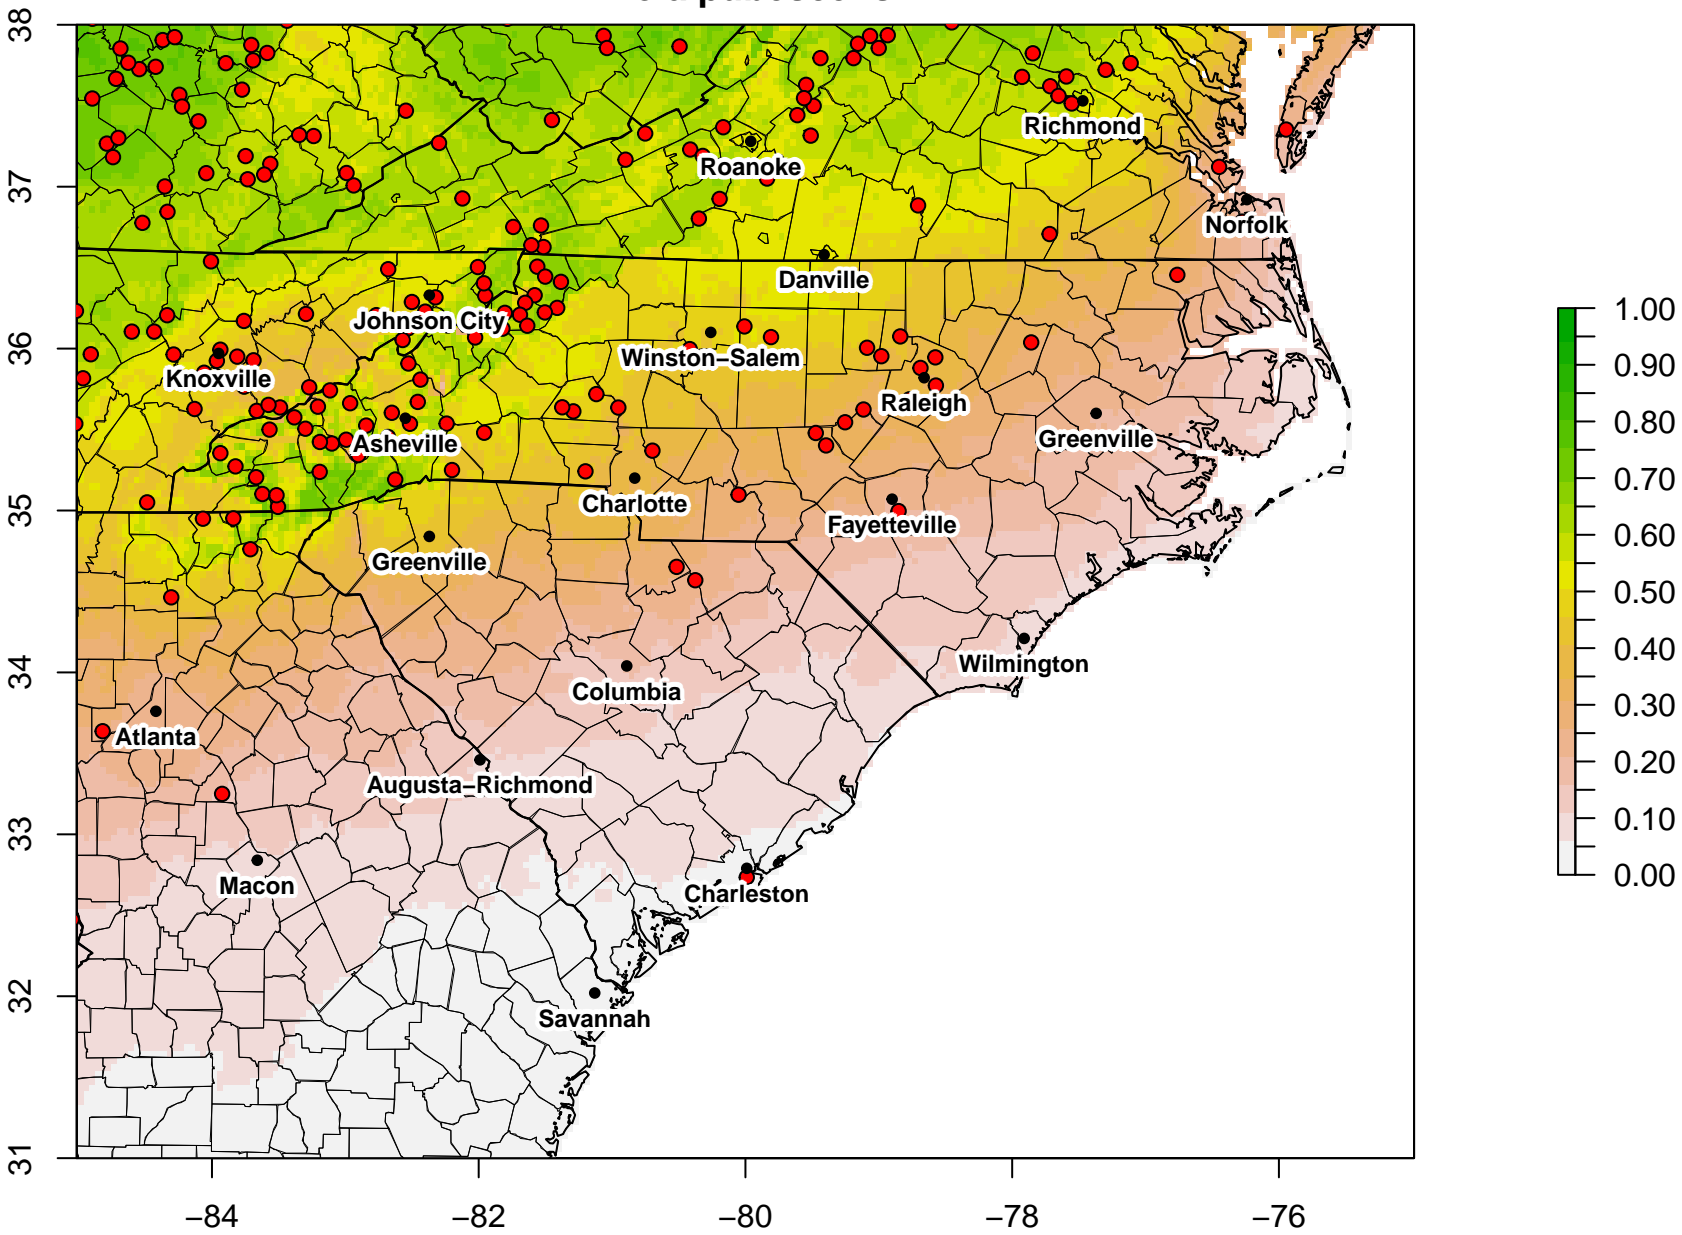 38
37
36
35
34
33
32
31
Richmond
Roanoke
Norfolk
Danville
Johnson City
Winston−Salem
Knoxville
Raleigh
Asheville
Greenville
Charlotte
Fayetteville
Greenville
Wilmington
Columbia
Atlanta
Augusta−Richmond
Macon
Charleston
Savannah
−84
−82
−80
−78
−76
1.00
0.90
0.80
0.70
0.60
0.50
0.40
0.30
0.20
0.10
0.00